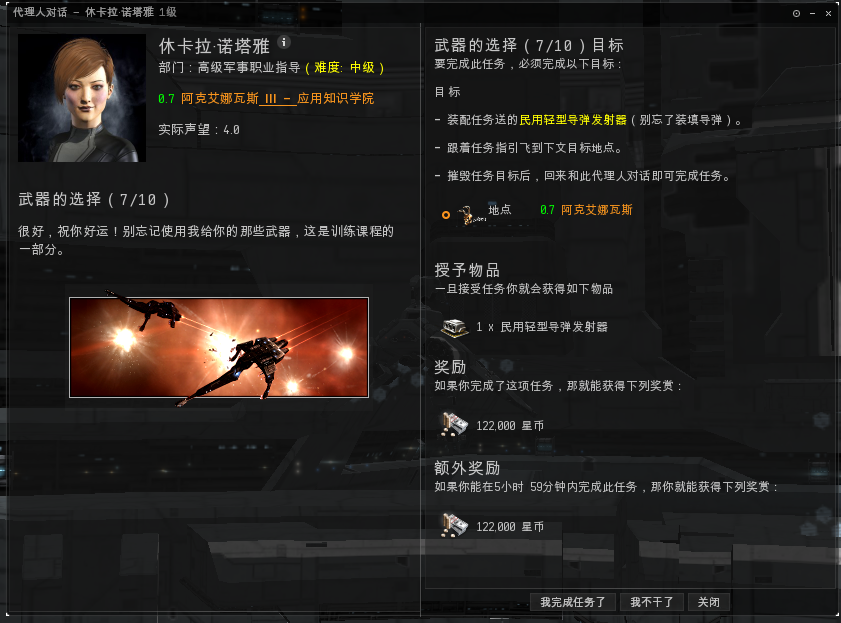 代理人对话 - 休卡拉·诺塔雅 1级
休卡拉·诺塔雅
部门：高级军事职业指导 ( 难度: 中级 )
0.7 阿克艾娜瓦斯 III - 应用知识学院
实际声望：4.0
武器的选择 ( 7/10 )
很好，祝你好运！别忘记使用我给你的那些武器，这是训练课程的
一部分。
武器的选择 ( 7/10 ) 目标
要完成此任务，必须完成以下目标：
目标
- 装配任务送的民用轻型导弹发射器 ( 别忘了装填导弹 ) 。
- 跟着任务指引飞到下文目标地点。
- 摧毁任务目标后，回来和此代理人对话即可完成任务。
地点 0.7 阿克艾娜瓦斯
授予物品
一旦接受任务你就会获得如下物品
1 x 民用轻型导弹发射器
奖励
如果你完成了这项任务，那就能获得下列奖赏：
122,000 星币
额外奖励
如果你能在5小时 59分钟内完成此任务，那你就能获得下列奖赏：
122,000 星币
我完成任务了 我不干了 关闭